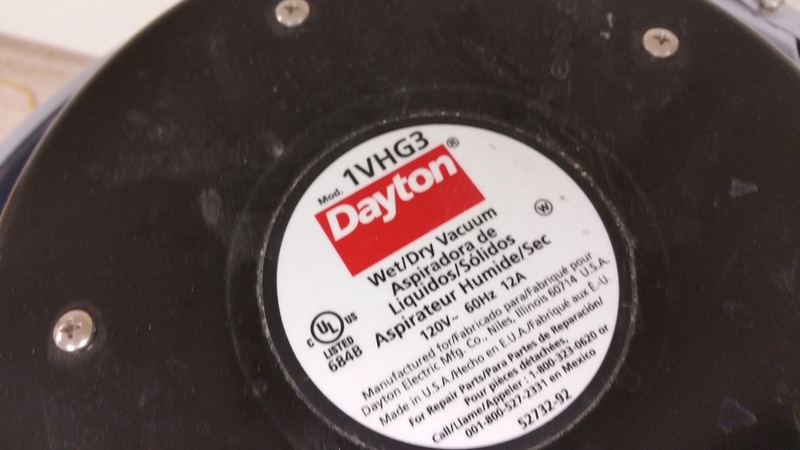 Mod. 1VHG3
Dayton ®
Wet/Dry Vacuum
Aspiradora de
Liquidos/Sólidos
Aspirateur Humide/Sec
120V~ 60Hz 12A
W
C UL US
LISTED
684B
Manufactured for/Fabricado para/Fabriqué pour
Dayton Electric Mfg. Co., Niles, Illinois 60714 U.S.A.
Made in U.S.A./Hecho en E.U.A./Fabriqué aux É.-U.
For Repair Parts/Para Partes de Reparación/
Pour pièces détachées,
Call/Llame/Appeler : 1-800-323-0620 or
001-800-527-2331 en Mexico
52732-92